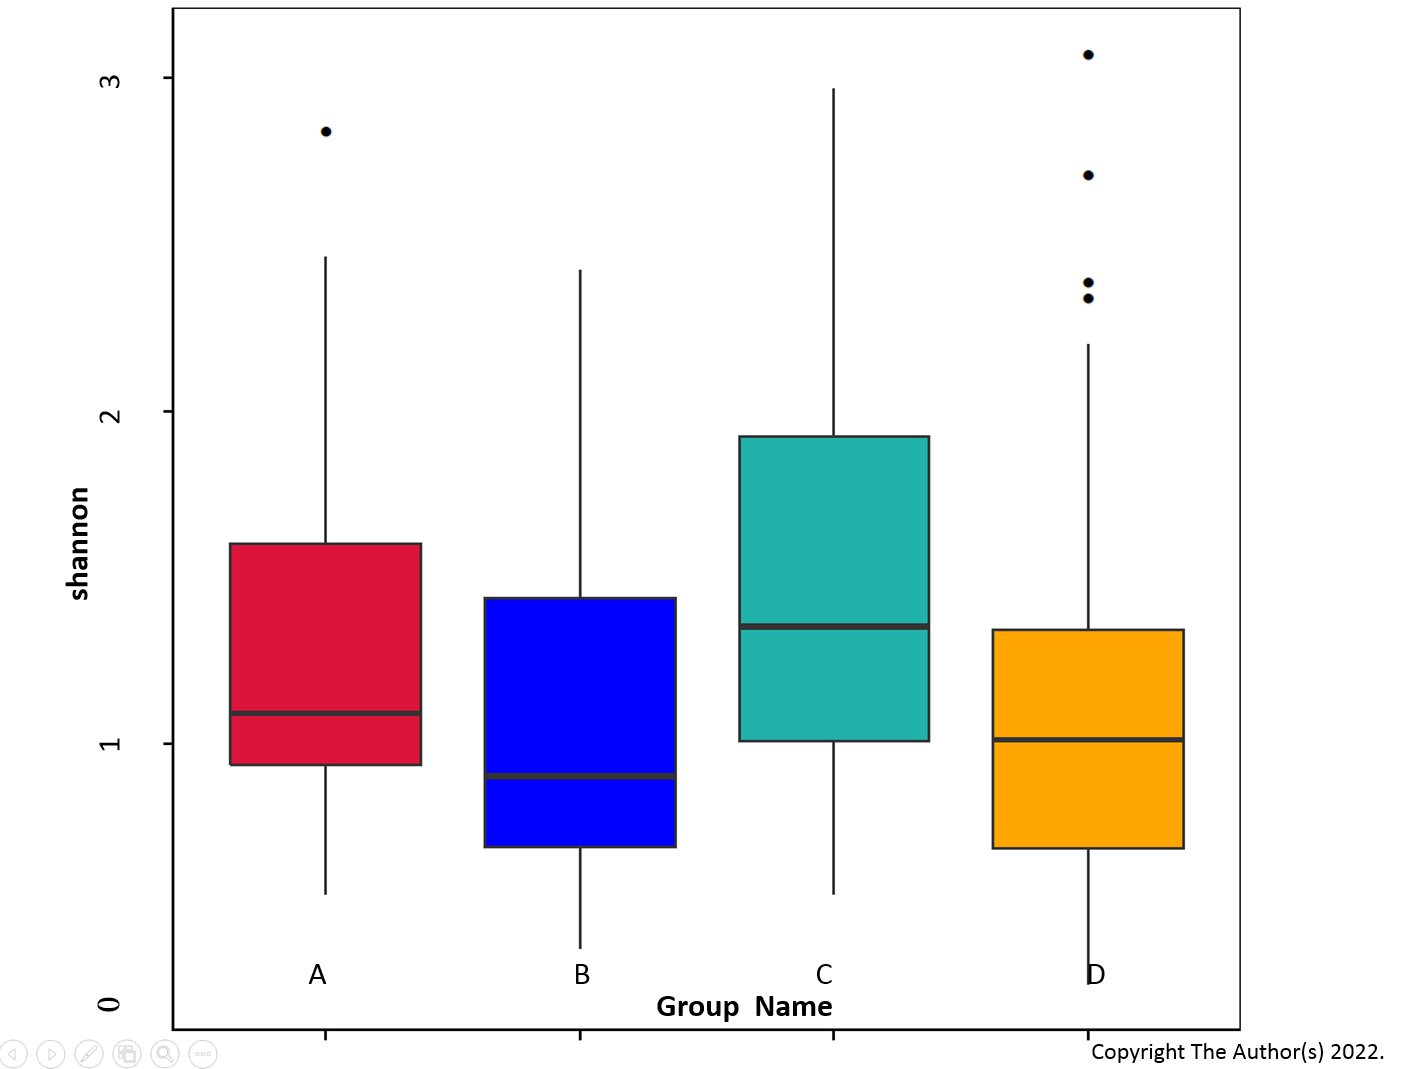 3
2
1
0
shannon
A B C D
Group Name
Copyright The Author(s) 2022.